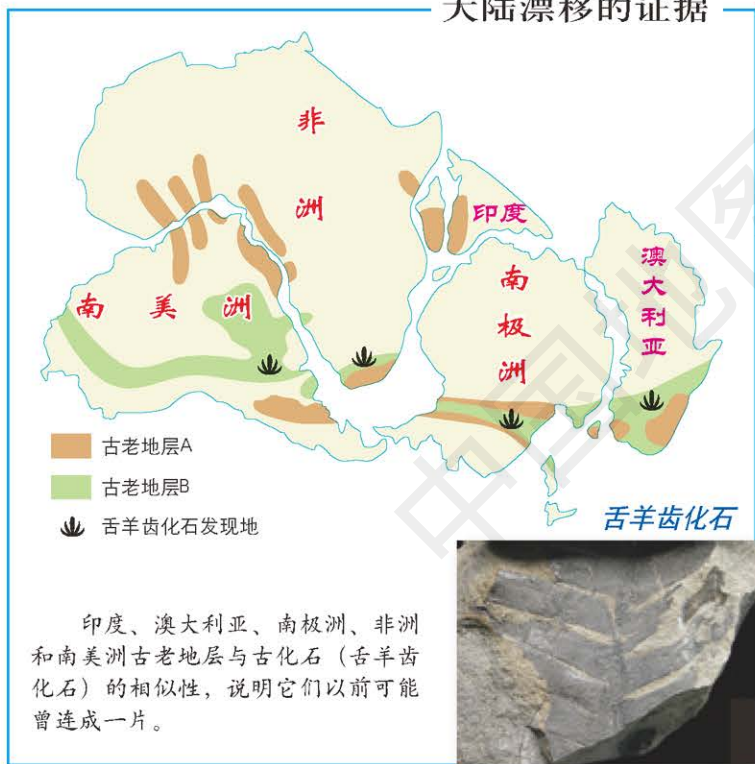 大陆漂移的证据
非
洲
印度
南美洲
南
极
洲
澳
大
利
亚
古老地层A
古老地层B
舌羊齿化石发现地
舌羊齿化石
印度、澳大利亚、南极洲、非洲
和南美洲古老地层与古化石（舌羊齿
化石）的相似性，说明它们以前可能
曾连成一片。
中国地图